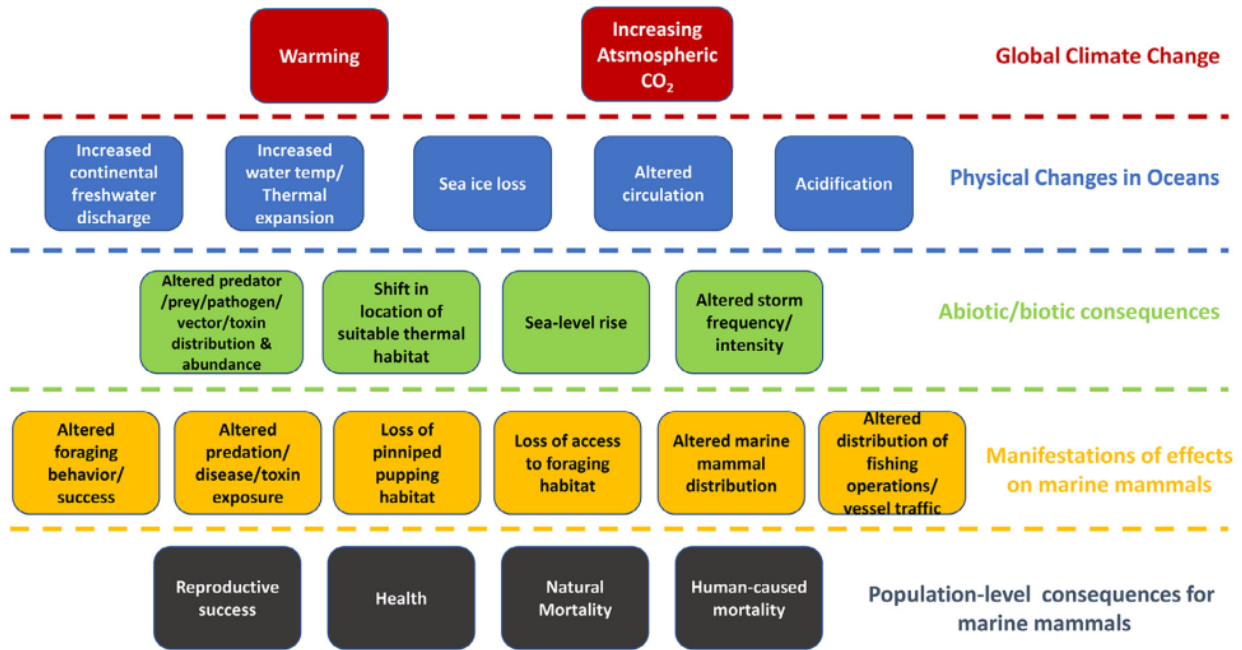 Warming
Increasing
Atsmospheric
CO₂
Global Climate Change
Increased
continental
freshwater
discharge
Increased
water temp/
Thermal
expansion
Sea ice loss
Altered
circulation
Acidification
Physical Changes in Oceans
Altered predator
/prey/pathogen/
vector/toxin
distribution &
abundance
Shift in
location of
suitable thermal
habitat
Sea-level rise
Altered storm
frequency/
intensity
Abiotic/biotic consequences
Altered
foraging
behavior/
success
Altered
predation/
disease/toxin
exposure
Loss of
pinniped
pupping
habitat
Loss of access
to foraging
habitat
Altered marine
mammal
distribution
Altered
distribution of
fishing
operations/
vessel traffic
Manifestations of effects
on marine mammals
Reproductive
success
Health
Natural
Mortality
Human-caused
mortality
Population-level consequences for
marine mammals